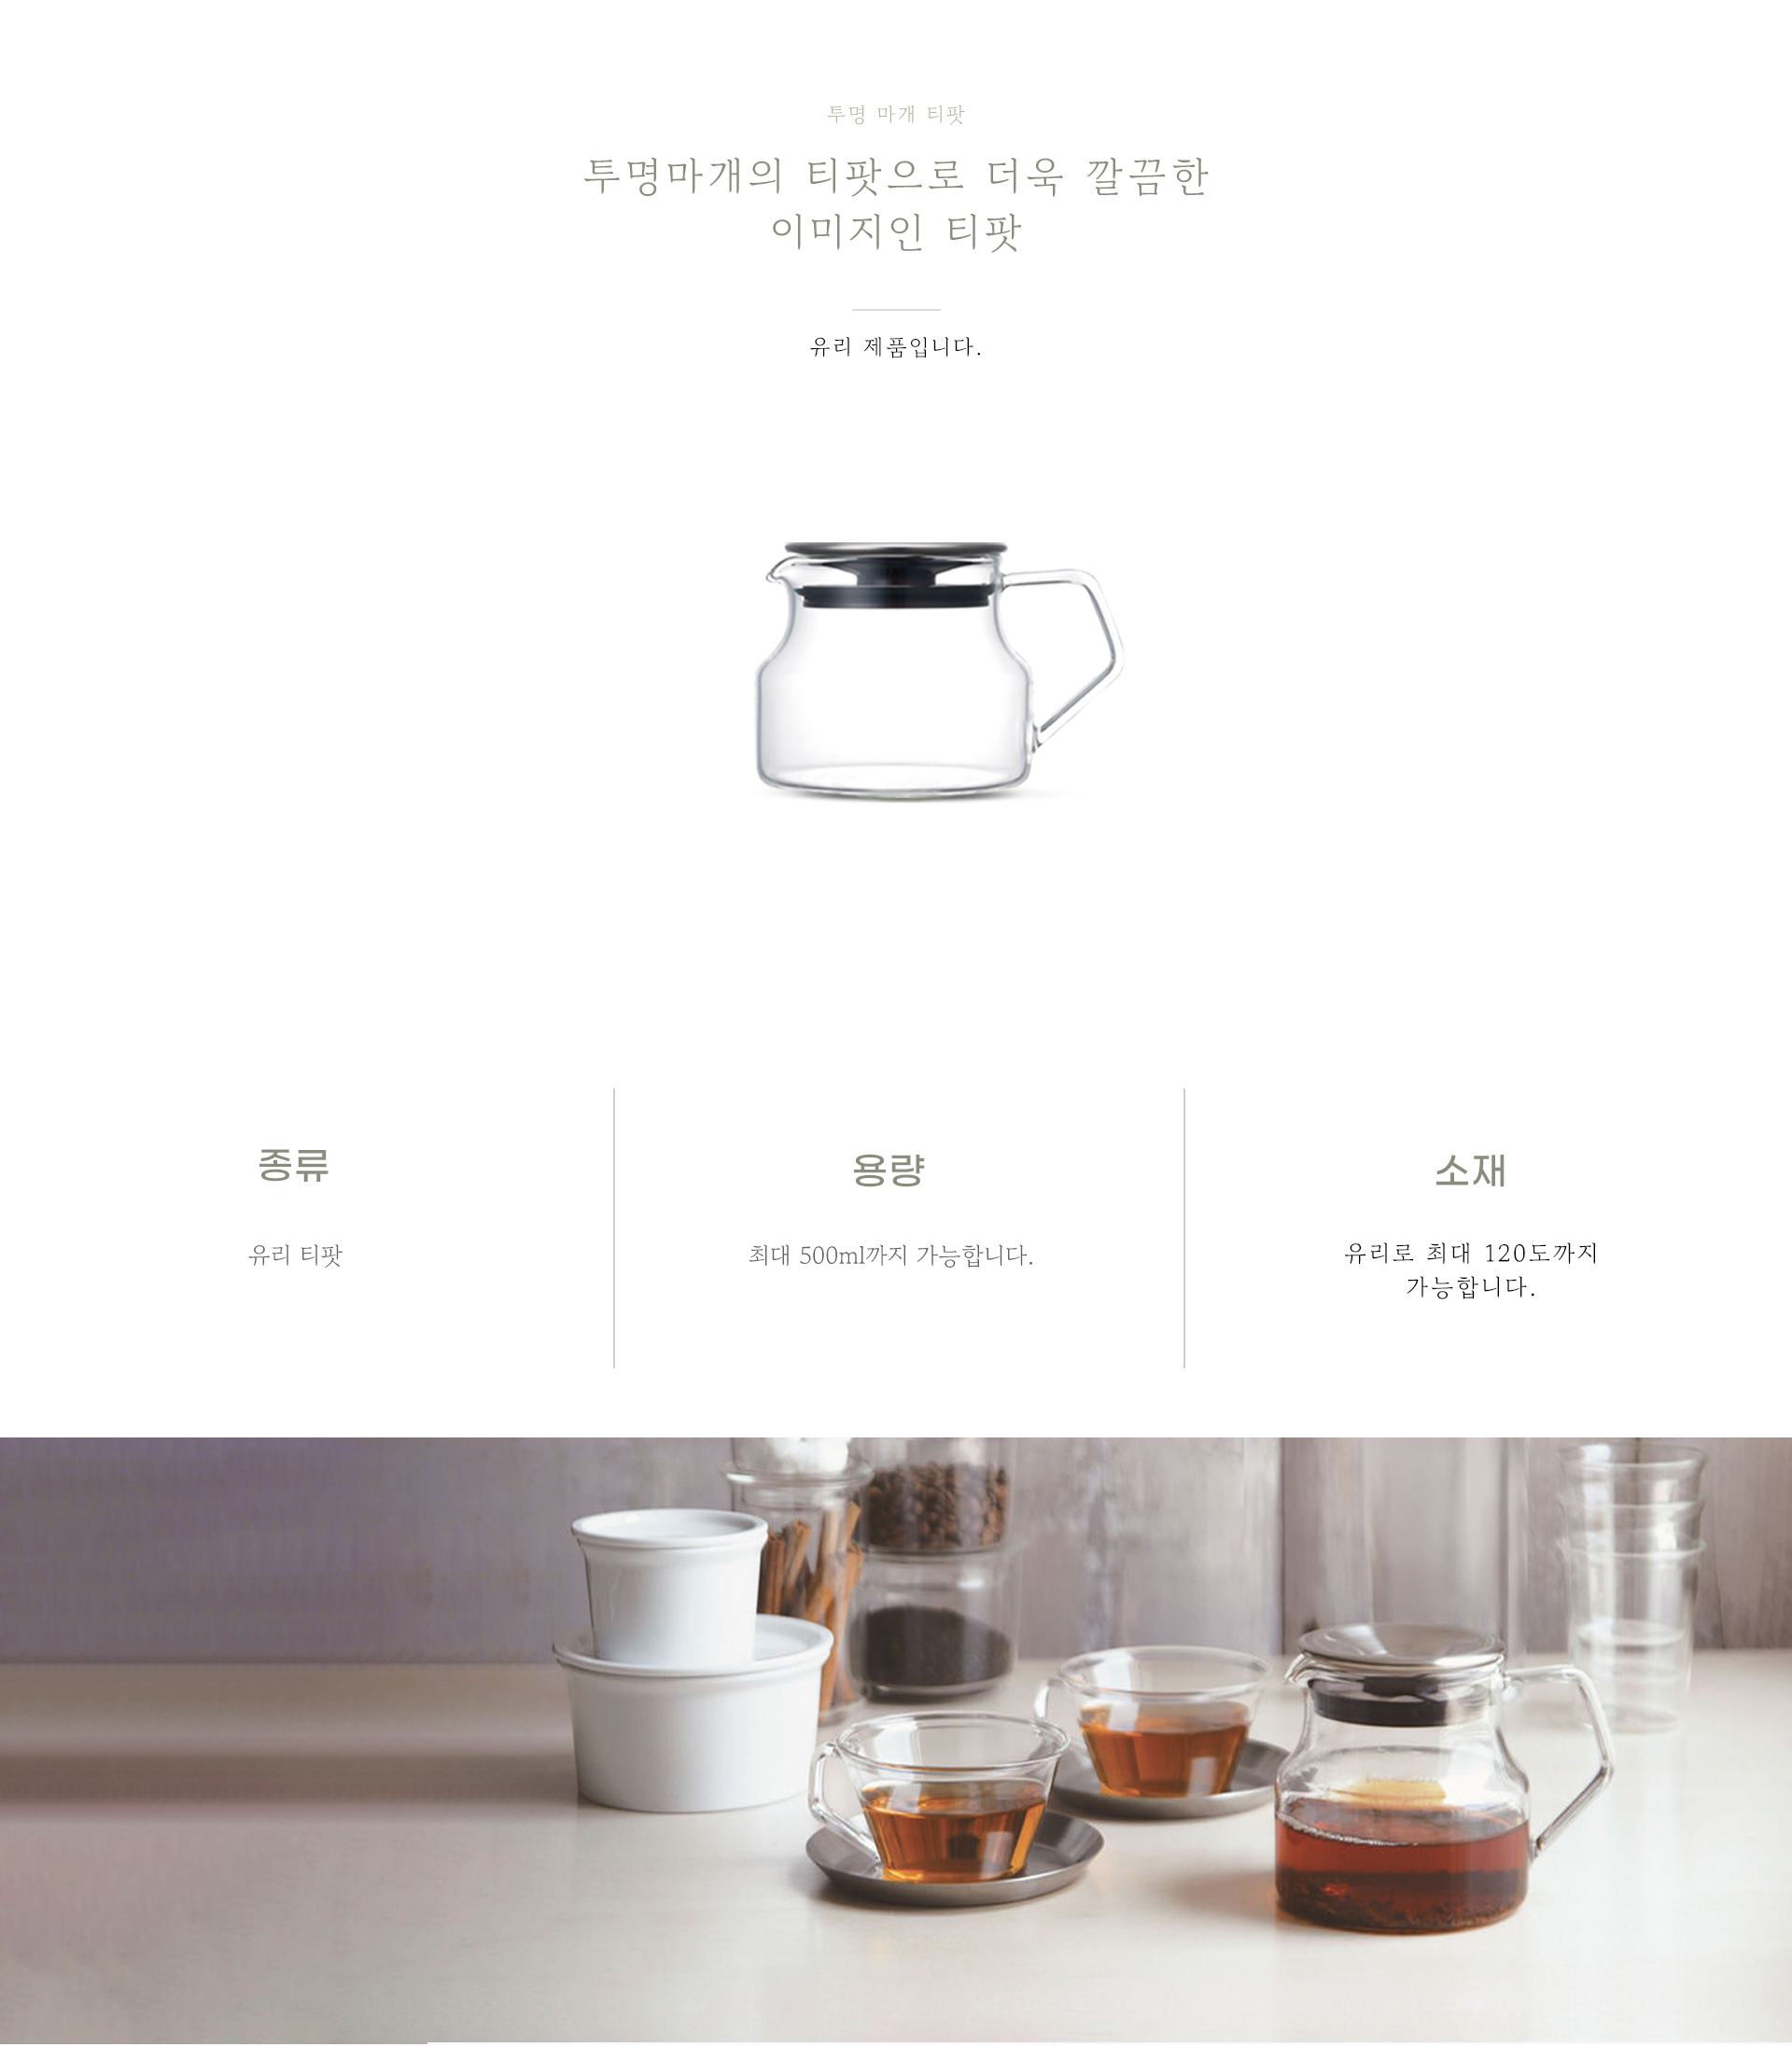 투명 마개 티팟
투명마개의 티팟으로 더욱 깔끔한
이미지인 티팟
유리 제품입니다.
종류
유리 티팟
용량
최대 500ml까지 가능합니다.
소재
유리로 최대 120도까지
가능합니다.